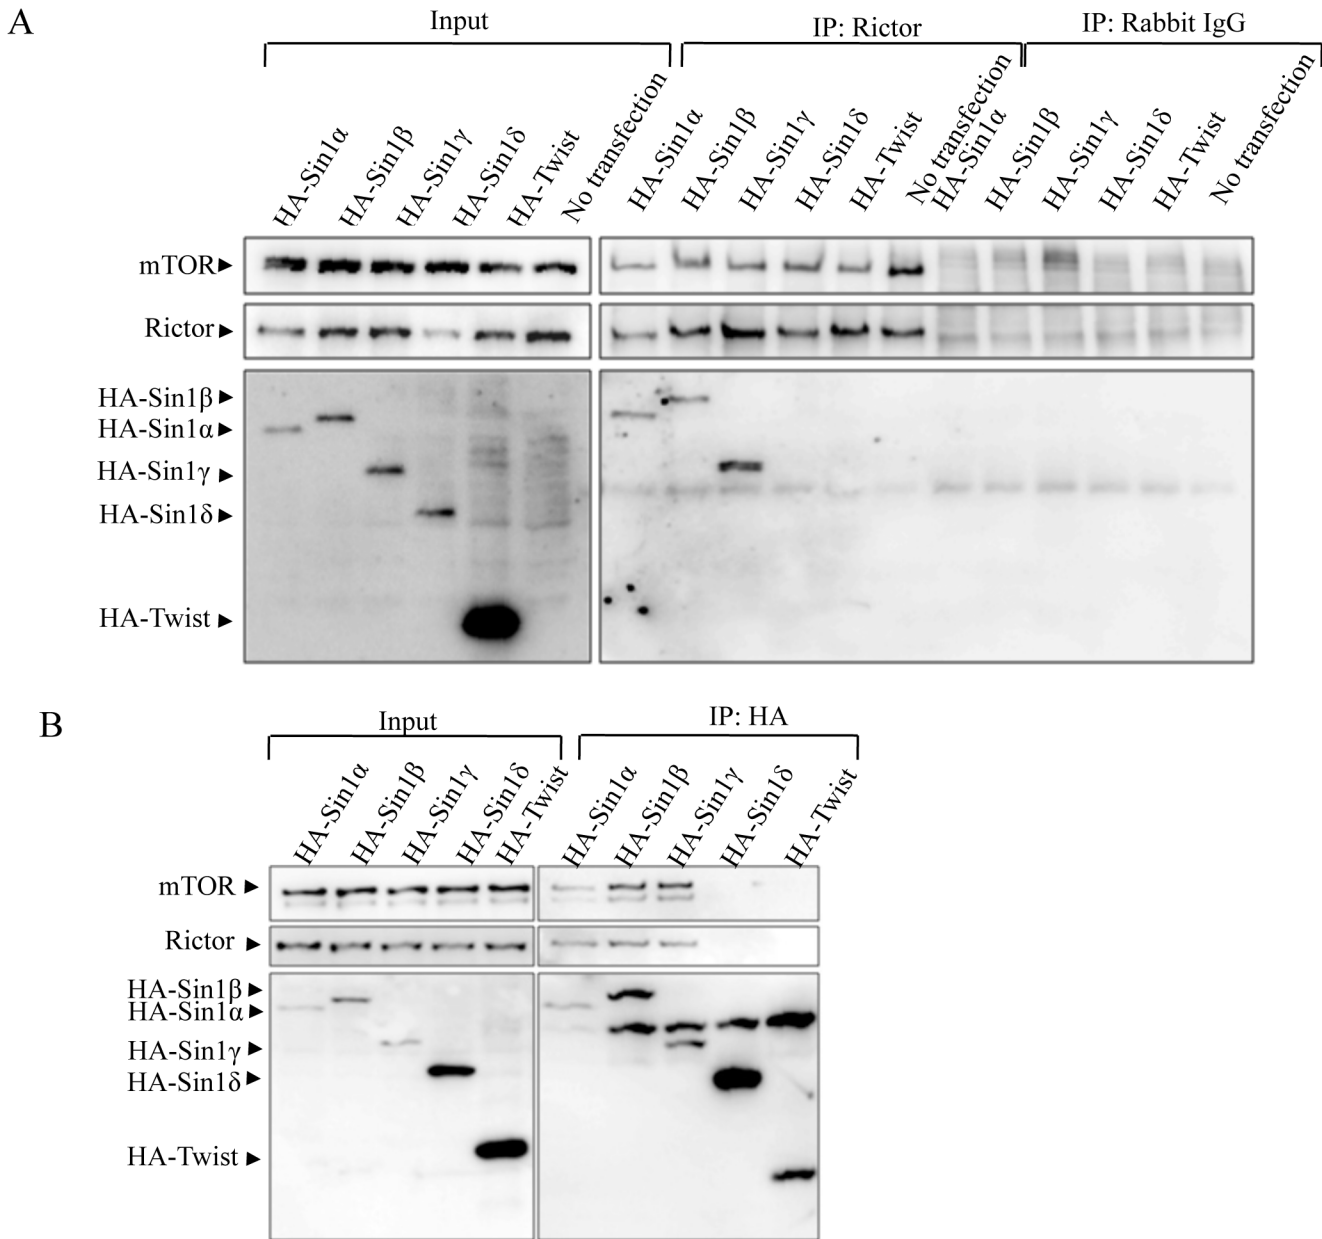 A
Input
IP: Rictor
IP: Rabbit IgG
HA-Sin1α
HA-Sin1β
HA-Sin1γ
HA-Sin1δ
HA-Twist
No transfection
HA-Sin1α
HA-Sin1β
HA-Sin1γ
HA-Sin1δ
HA-Twist
No transfection
HA-Sin1α
HA-Sin1β
HA-Sin1γ
HA-Sin1δ
HA-Twist
No transfection
mTOR
Rictor
HA-Sin1β
HA-Sin1α
HA-Sin1γ
HA-Sin1δ
HA-Twist
B
Input
IP: HA
HA-Sin1α
HA-Sin1β
HA-Sin1γ
HA-Sin1δ
HA-Twist
HA-Sin1α
HA-Sin1β
HA-Sin1γ
HA-Sin1δ
HA-Twist
mTOR
Rictor
HA-Sin1β
HA-Sin1α
HA-Sin1γ
HA-Sin1δ
HA-Twist